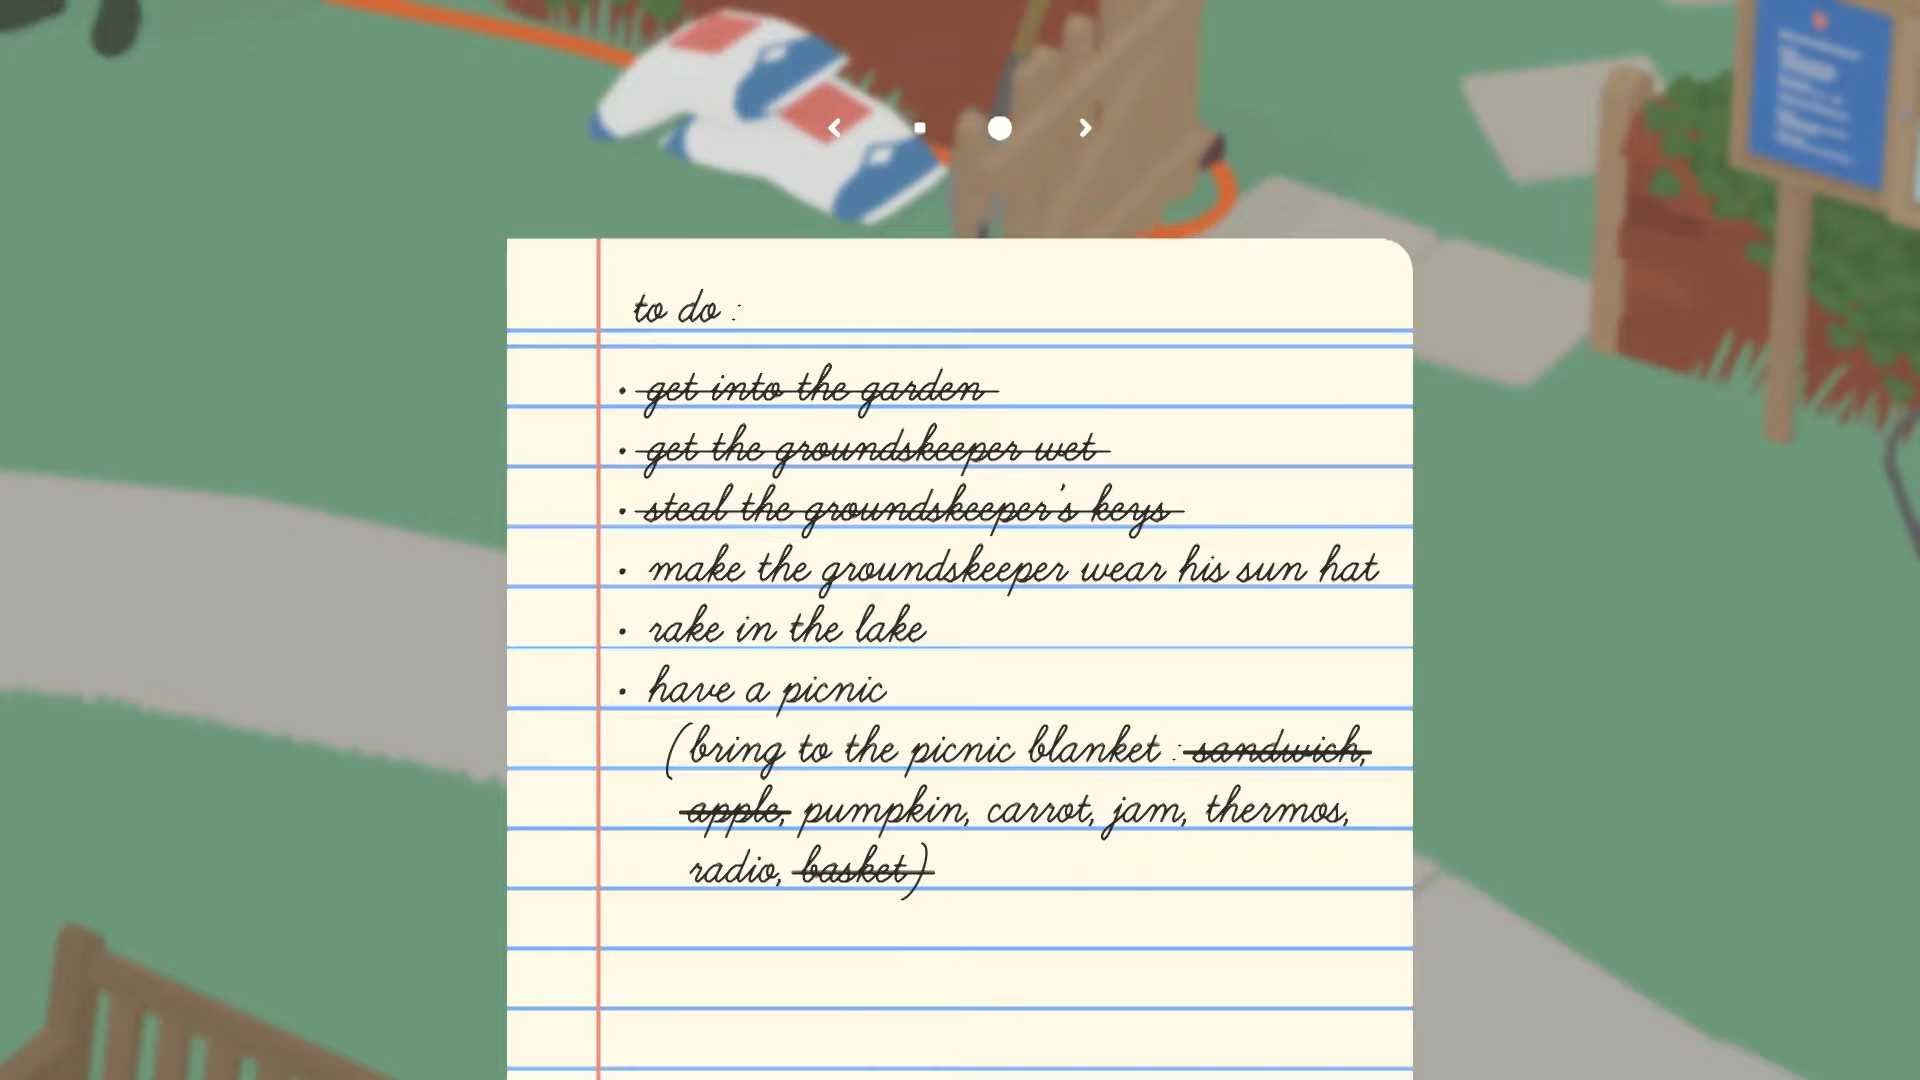 to do :
• get into the garden
• get the groundskeeper wet
• steal the groundskeeper's keys
• make the groundskeeper wear his sun hat
• rake in the lake
• have a picnic
(bring to the picnic blanket : sandwich,
apple, pumpkin, carrot, jam, thermos,
radio, basket)